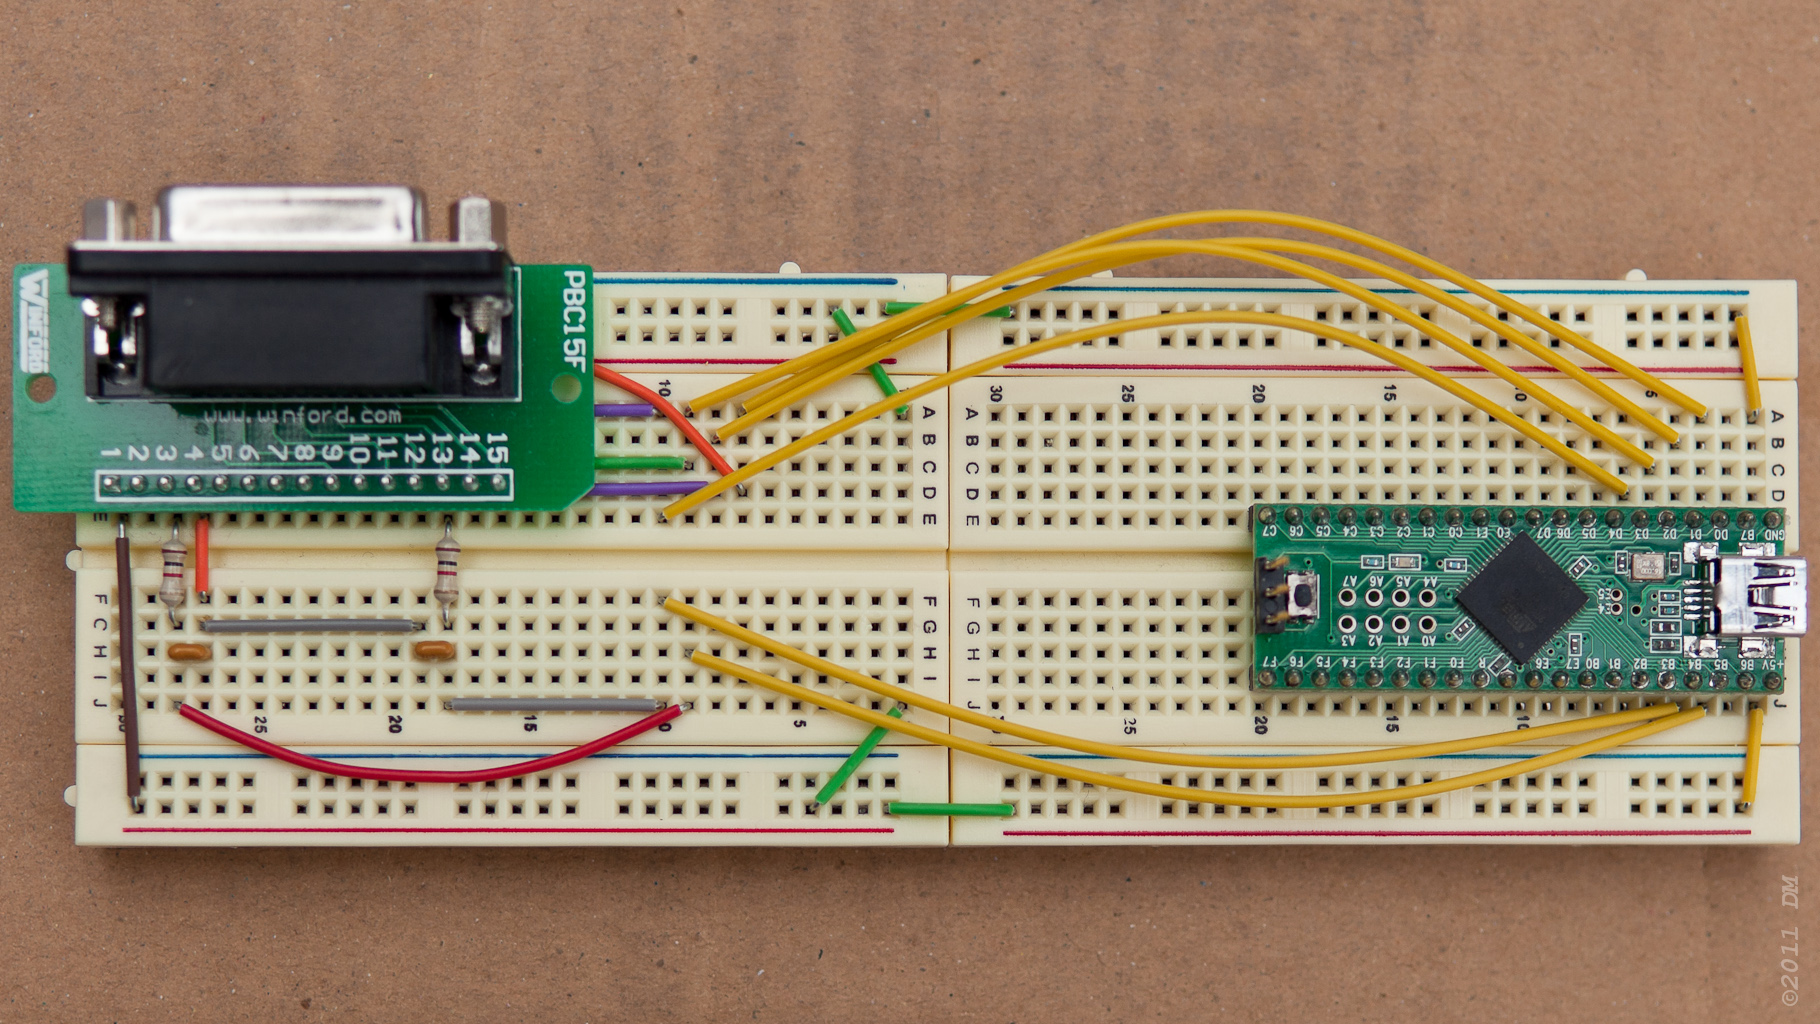 WINFORD
PBC15F
www.winford.com
1 2 3 4 5 6 7 8 9 10 11 12 13 14 15
10
30 25 20 15 10 5
A A A
B B B
C C C
D D D
E E E
C7 C6 C5 C4 C3 C2 C1 C0 E1 E0 D7 D6 D5 D4 D3 D2 D1 D0 B7 GND
A7 A6 A5 A4
A3 A2 A1 A0
E5
E4
F7 F6 F5 F4 F3 F2 F1 F0 R E6 E7 B0 B1 B2 B3 B4 B5 B6 +5V
F F F
G G G
H H H
I I I
J J J J
30 25 20 15 10 5
25 20 15 10
©2011 DM